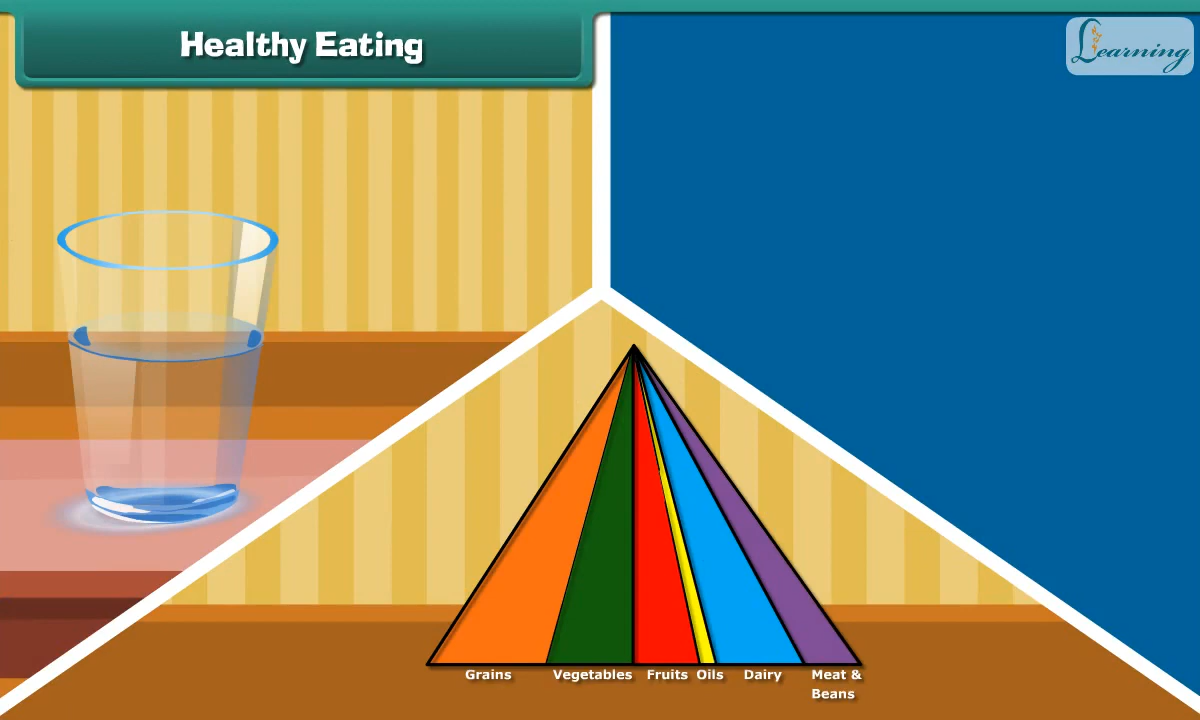 Healthy Eating
Learning
Grains Vegetables Fruits Oils Dairy Meat &
Beans